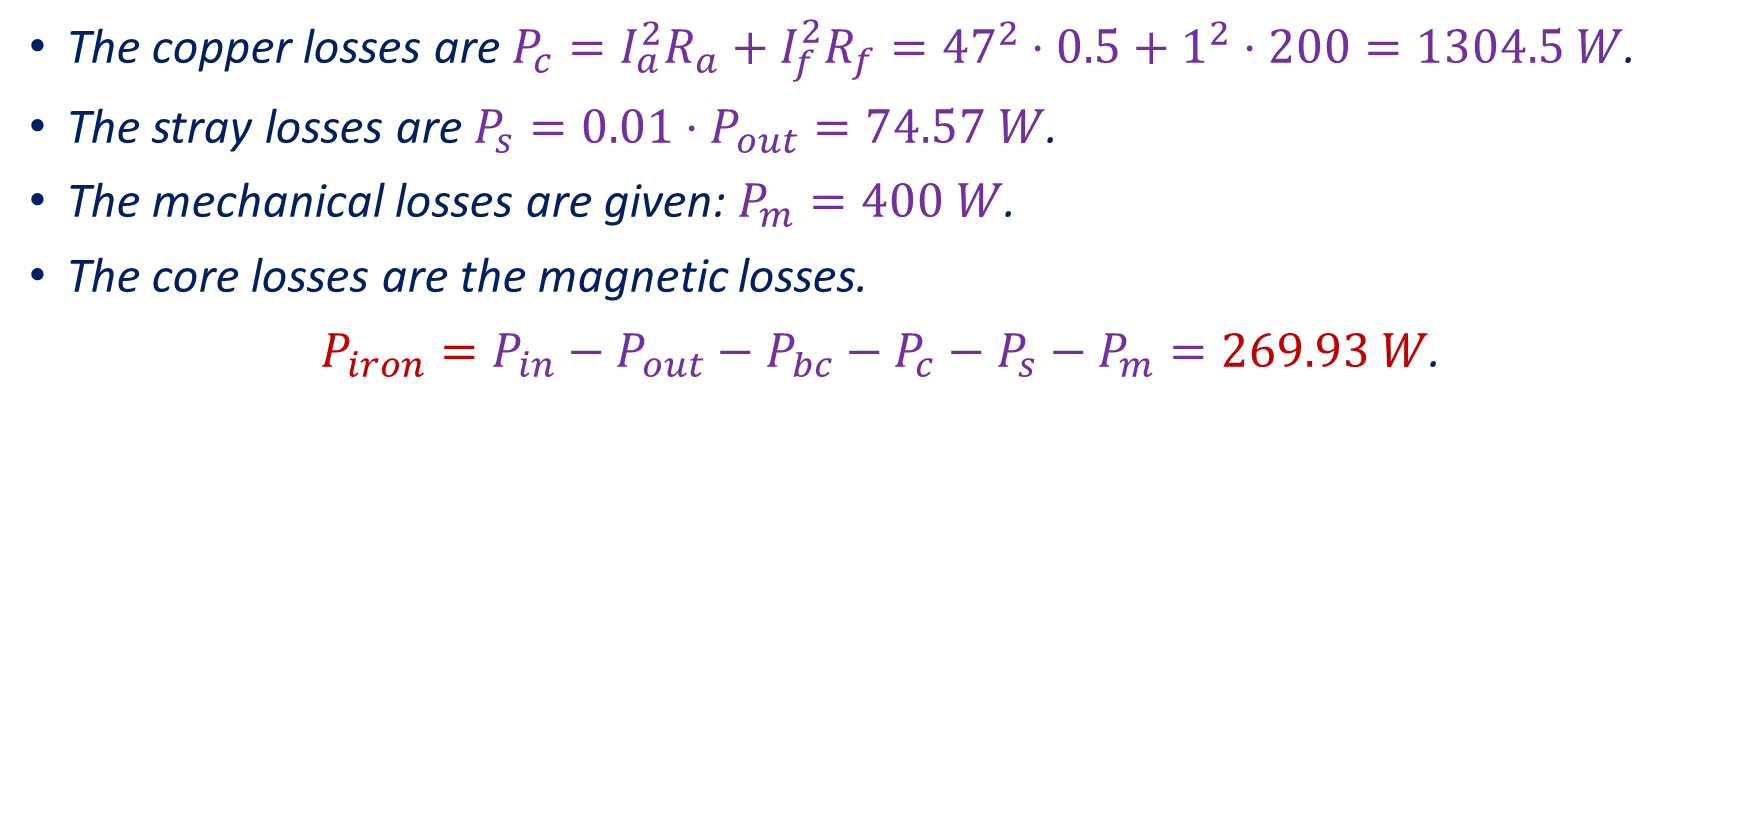 • The copper losses are P_c = I_a^2 R_a + I_f^2 R_f = 47^2 · 0.5 + 1^2 · 200 = 1304.5 W.
• The stray losses are P_s = 0.01 · P_out = 74.57 W.
• The mechanical losses are given: P_m = 400 W.
• The core losses are the magnetic losses.
P_iron = P_in − P_out − P_bc − P_c − P_s − P_m = 269.93 W.